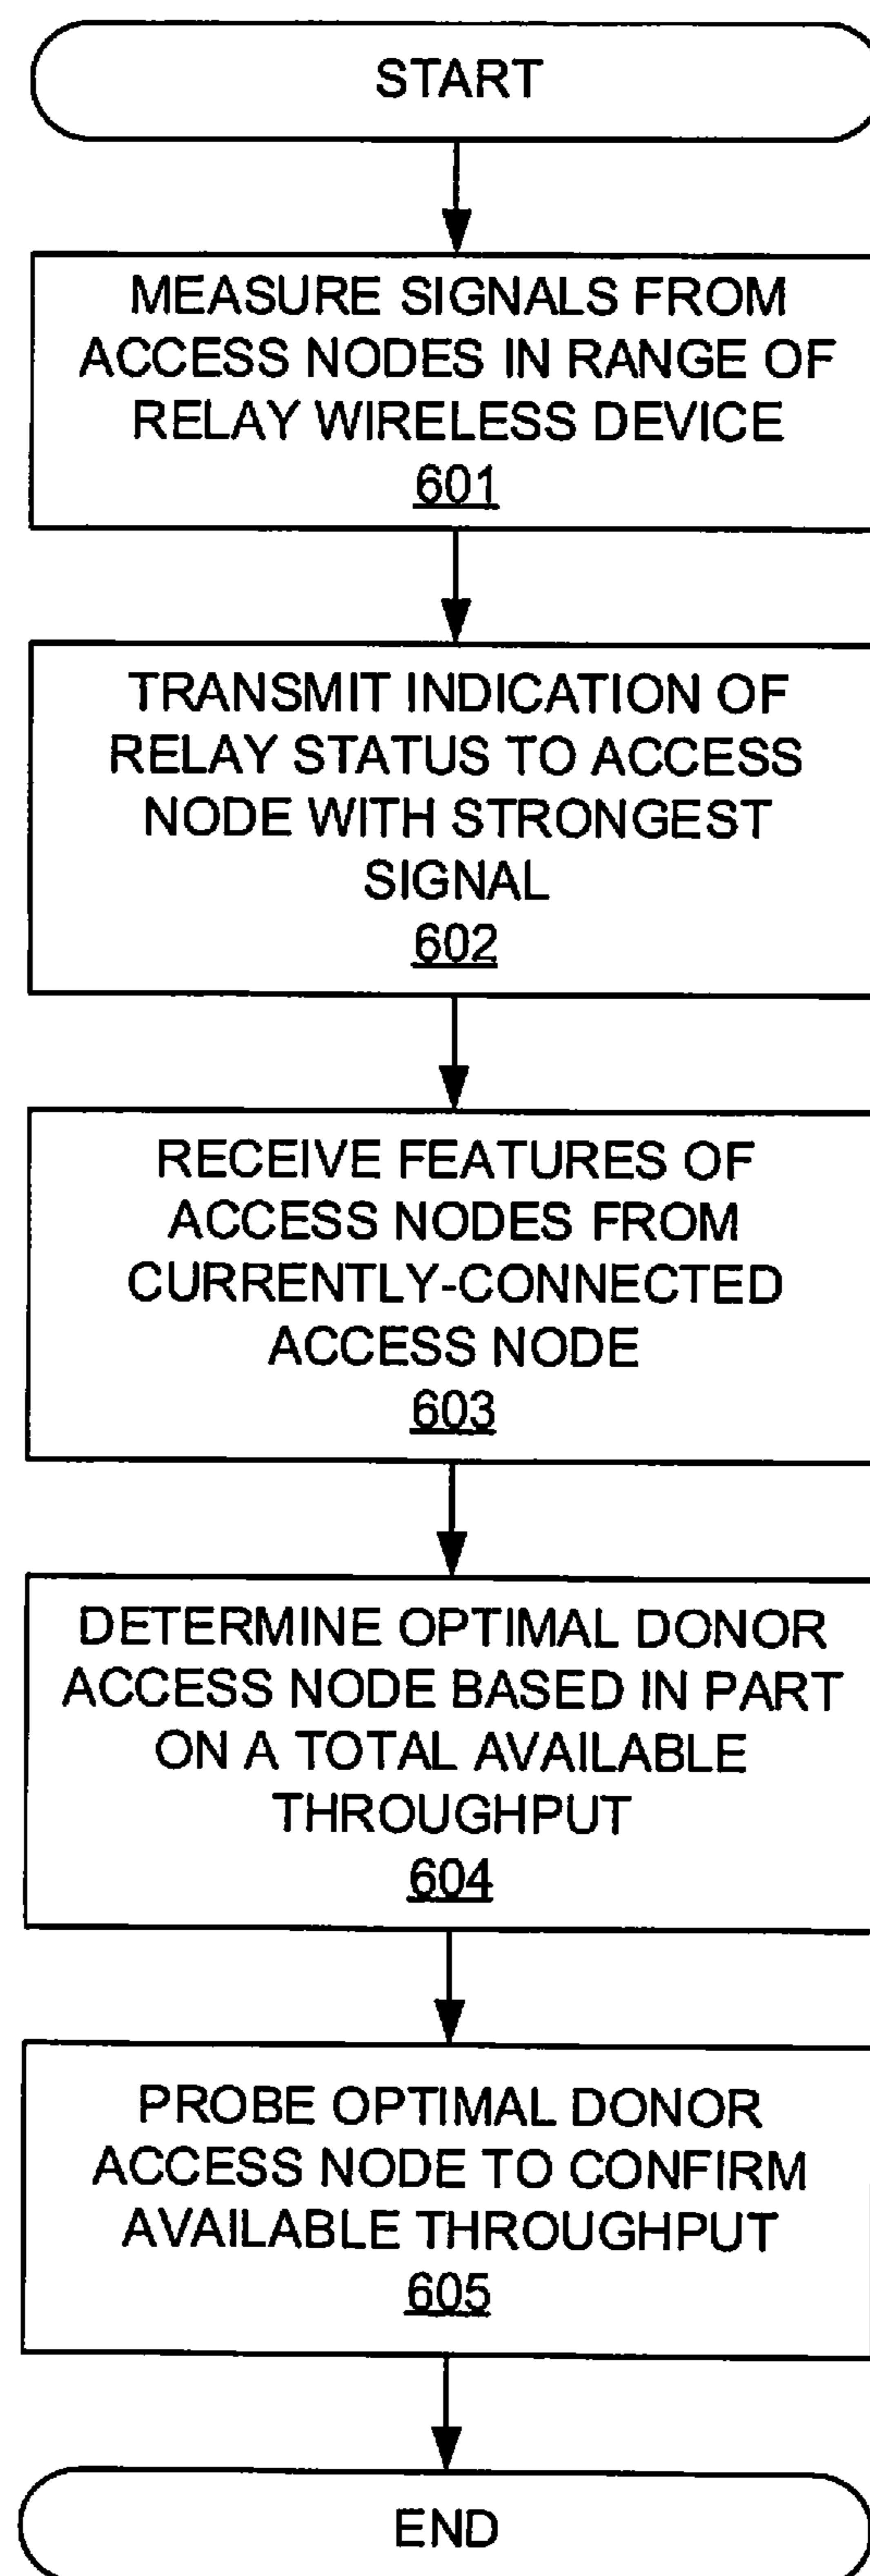 START
MEASURE SIGNALS FROM
ACCESS NODES IN RANGE OF
RELAY WIRELESS DEVICE
601
TRANSMIT INDICATION OF
RELAY STATUS TO ACCESS
NODE WITH STRONGEST
SIGNAL
602
RECEIVE FEATURES OF
ACCESS NODES FROM
CURRENTLY-CONNECTED
ACCESS NODE
603
DETERMINE OPTIMAL DONOR
ACCESS NODE BASED IN PART
ON A TOTAL AVAILABLE
THROUGHPUT
604
PROBE OPTIMAL DONOR
ACCESS NODE TO CONFIRM
AVAILABLE THROUGHPUT
605
END